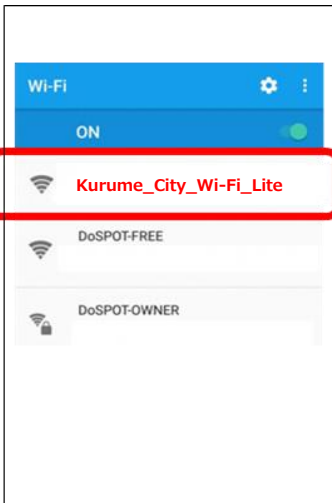 Wi-Fi
ON
Kurume_City_Wi-Fi_Lite
DoSPOT-FREE
DoSPOT-OWNER